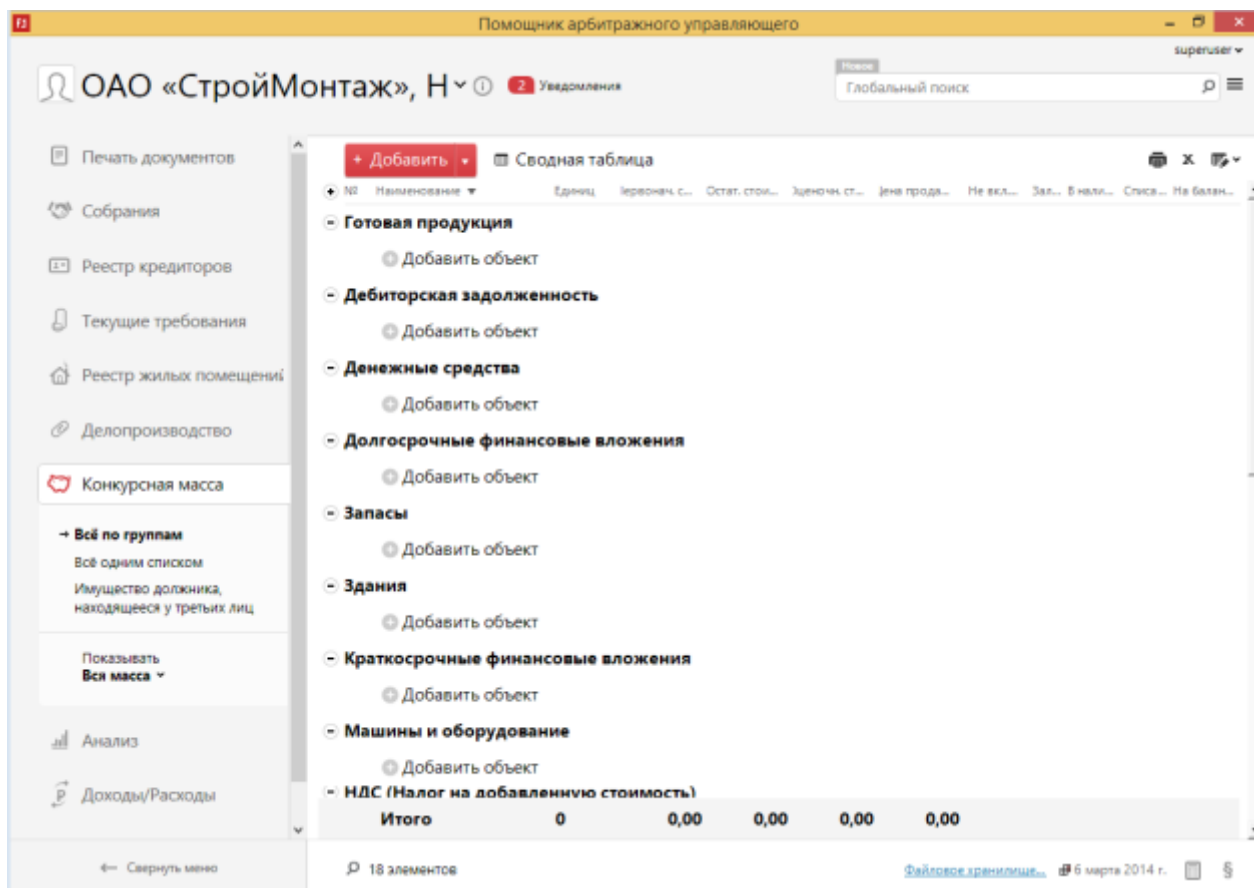 Помощник арбитражного управляющего
superuser
ОАО «СтройМонтаж», Н
2 Уведомления
Новое
Глобальный поиск
Печать документов
Собрания
Реестр кредиторов
Текущие требования
Реестр жилых помещений
Делопроизводство
Конкурсная масса
→ Всё по группам
Всё одним списком
Имущество должника,
находящееся у третьих лиц
Показывать
Вся масса
Анализ
Доходы/Расходы
← Свернуть меню
+ Добавить
Сводная таблица
№ Наименование ▼ Единиц Первонач. с... Остат. стои... Оценочн. ст... Цена прода... Не вкл... Зал... В нали... Списа... На балан...
Готовая продукция
Добавить объект
Дебиторская задолженность
Добавить объект
Денежные средства
Добавить объект
Долгосрочные финансовые вложения
Добавить объект
Запасы
Добавить объект
Здания
Добавить объект
Краткосрочные финансовые вложения
Добавить объект
Машины и оборудование
Добавить объект
НДС (Налог на добавленную стоимость)
Итого 0 0,00 0,00 0,00 0,00
18 элементов
Файловое хранилище...
6 марта 2014 г.
§